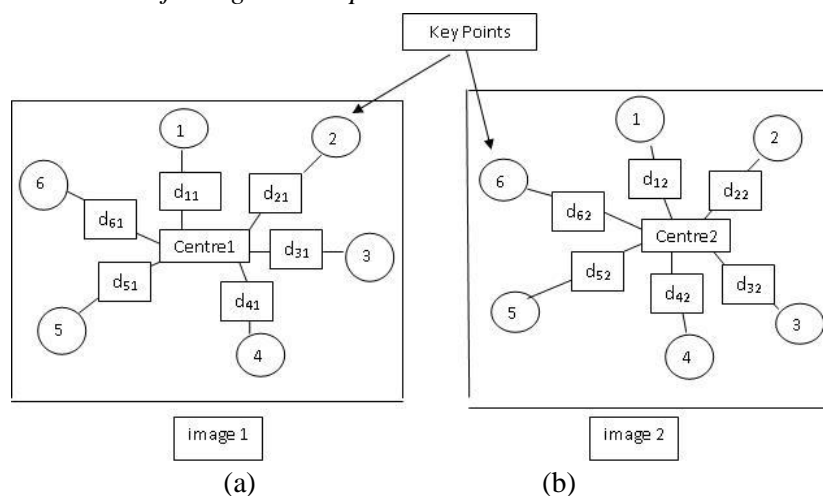 Key Points
1
2
6
d11
d21
d61
Centre1
d31
3
d51
d41
5
4
image 1
1
2
6
d12
d22
d62
Centre2
d52
d42
d32
5
3
4
image 2
(a)
(b)